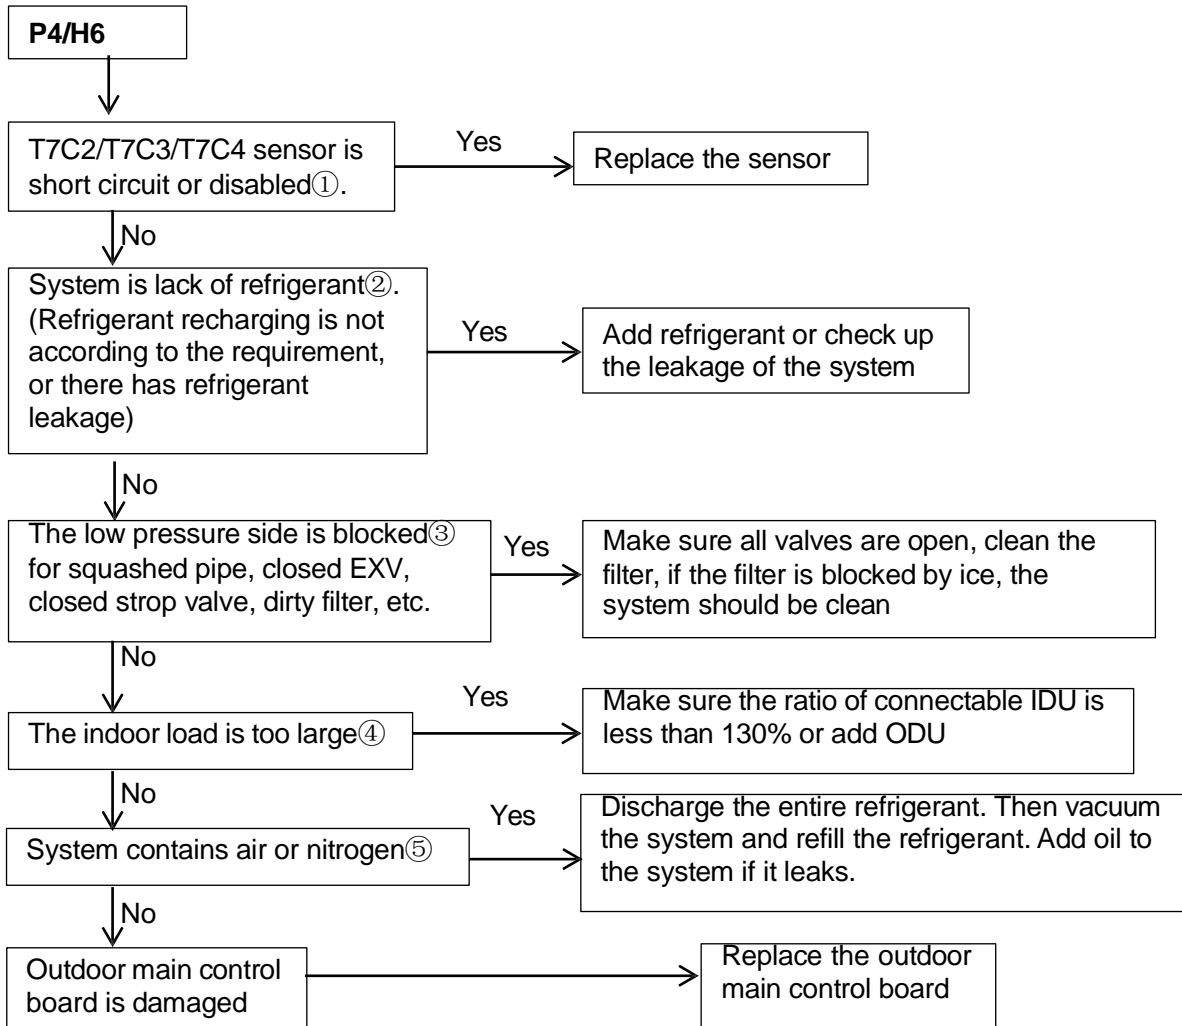 P4/H6
T7C2/T7C3/T7C4 sensor is
short circuit or disabled①.
Yes
Replace the sensor
No
System is lack of refrigerant②.
(Refrigerant recharging is not
according to the requirement,
or there has refrigerant
leakage)
Yes
Add refrigerant or check up
the leakage of the system
No
The low pressure side is blocked③
for squashed pipe, closed EXV,
closed strop valve, dirty filter, etc.
Yes
Make sure all valves are open, clean the
filter, if the filter is blocked by ice, the
system should be clean
No
The indoor load is too large④
Yes
Make sure the ratio of connectable IDU is
less than 130% or add ODU
No
System contains air or nitrogen⑤
Yes
Discharge the entire refrigerant. Then vacuum
the system and refill the refrigerant. Add oil to
the system if it leaks.
No
Outdoor main control
board is damaged
Replace the outdoor
main control board